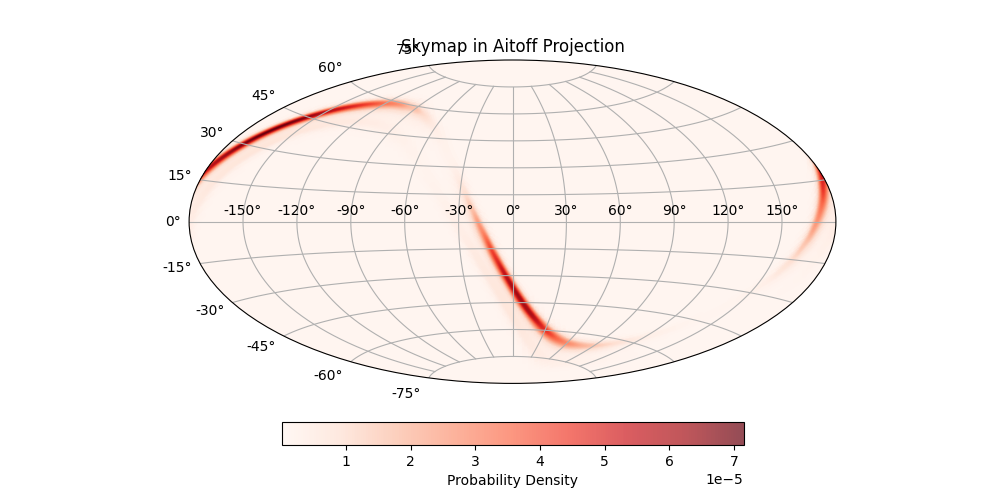 Skymap in Aitoff Projection
75°
60°
45°
30°
15°
0°
-15°
-30°
-45°
-60°
-75°
-150° -120° -90° -60° -30° 0° 30° 60° 90° 120° 150°
1 2 3 4 5 6 7
1e−5
Probability Density